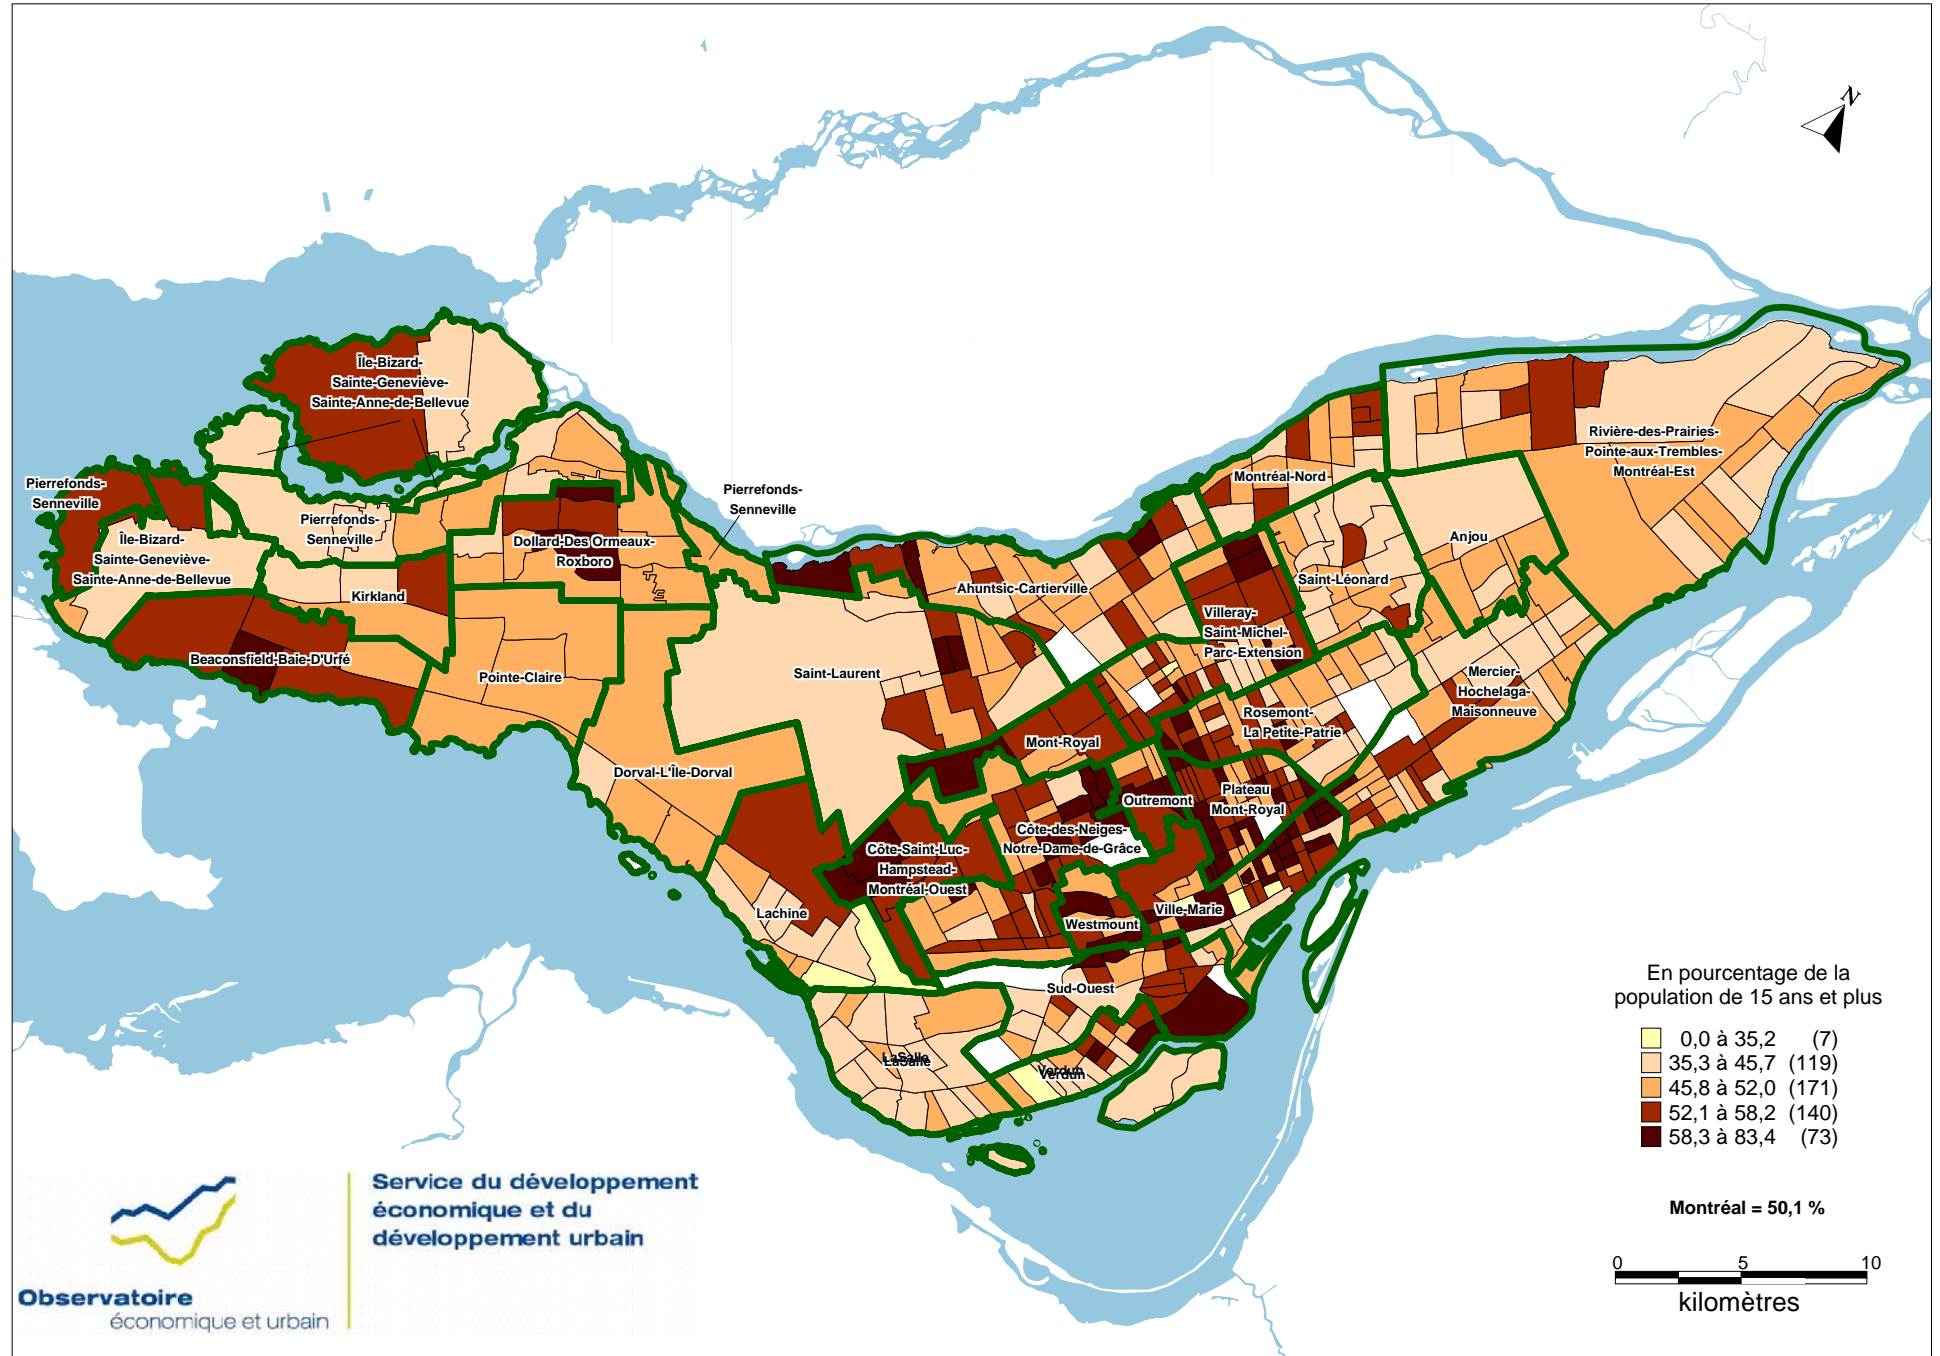 N
Île-Bizard-
Sainte-Geneviève-
Sainte-Anne-de-Bellevue
Pierrefonds-
Senneville
Pierrefonds-
Senneville
Pierrefonds-
Senneville
Île-Bizard-
Sainte-Geneviève-
Sainte-Anne-de-Bellevue
Dollard-Des Ormeaux-
Roxboro
Kirkland
Beaconsfield-Baie-D'Urfé
Pointe-Claire
Dorval-L'Île-Dorval
Saint-Laurent
Ahuntsic-Cartierville
Montréal-Nord
Rivière-des-Prairies-
Pointe-aux-Trembles-
Montréal-Est
Anjou
Saint-Léonard
Villeray-
Saint-Michel-
Parc-Extension
Mercier-
Hochelaga-
Maisonneuve
Rosemont-
La Petite-Patrie
Mont-Royal
Outremont
Plateau
Mont-Royal
Côte-des-Neiges-
Notre-Dame-de-Grâce
Côte-Saint-Luc-
Hampstead-
Montréal-Ouest
Lachine
Westmount
Ville-Marie
Sud-Ouest
LaSalle
LaSalle
Verdun
Verdun
En pourcentage de la
population de 15 ans et plus
0,0 à 35,2 (7)
35,3 à 45,7 (119)
45,8 à 52,0 (171)
52,1 à 58,2 (140)
58,3 à 83,4 (73)
Montréal = 50,1 %
0 5 10
kilomètres
Service du développement
économique et du
développement urbain
Observatoire
économique et urbain